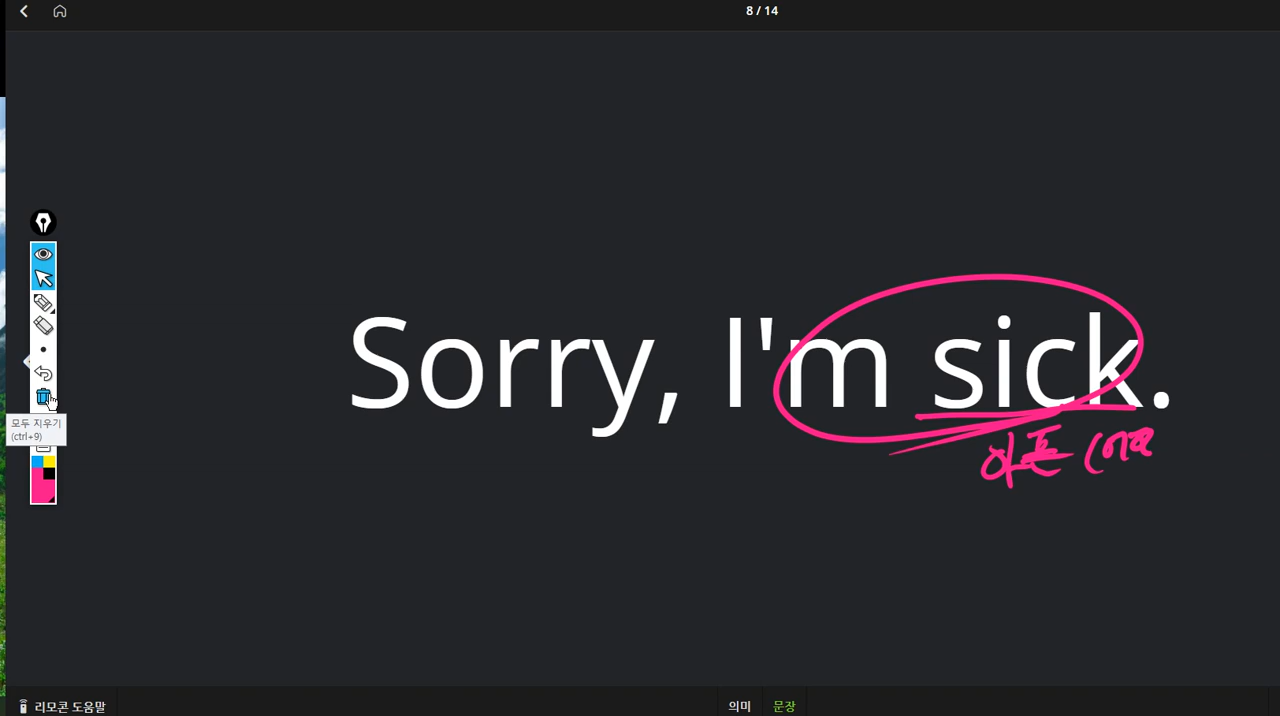 8 / 14
Sorry, I'm sick.
아픈
모두 지우기
(ctrl+9)
리모콘 도움말
의미
문장